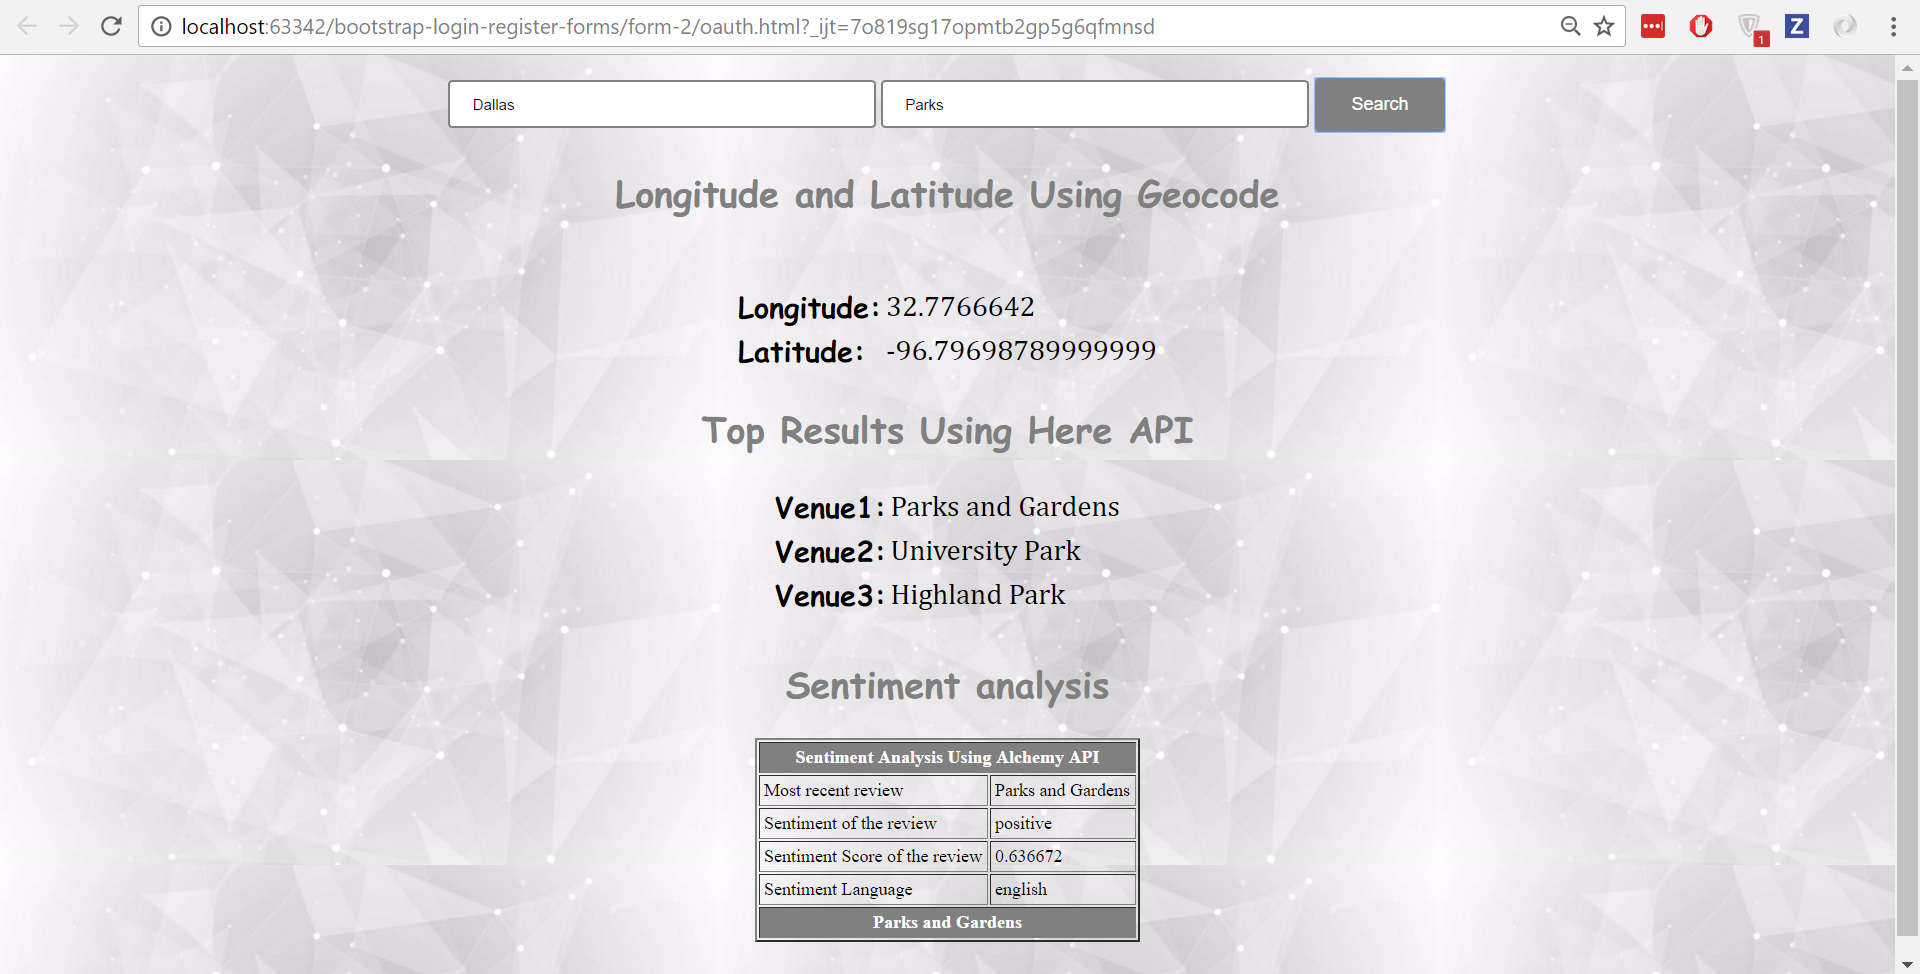 localhost:63342/bootstrap-login-register-forms/form-2/oauth.html?_ijt=7o819sg17opmtb2gp5g6qfmnsd
1
Z
Dallas Parks Search
Longitude and Latitude Using Geocode
Longitude: 32.7766642
Latitude: -96.79698789999999
Top Results Using Here API
Venue1: Parks and Gardens
Venue2: University Park
Venue3: Highland Park
Sentiment analysis
Sentiment Analysis Using Alchemy API
Most recent review Parks and Gardens
Sentiment of the review positive
Sentiment Score of the review 0.636672
Sentiment Language english
Parks and Gardens